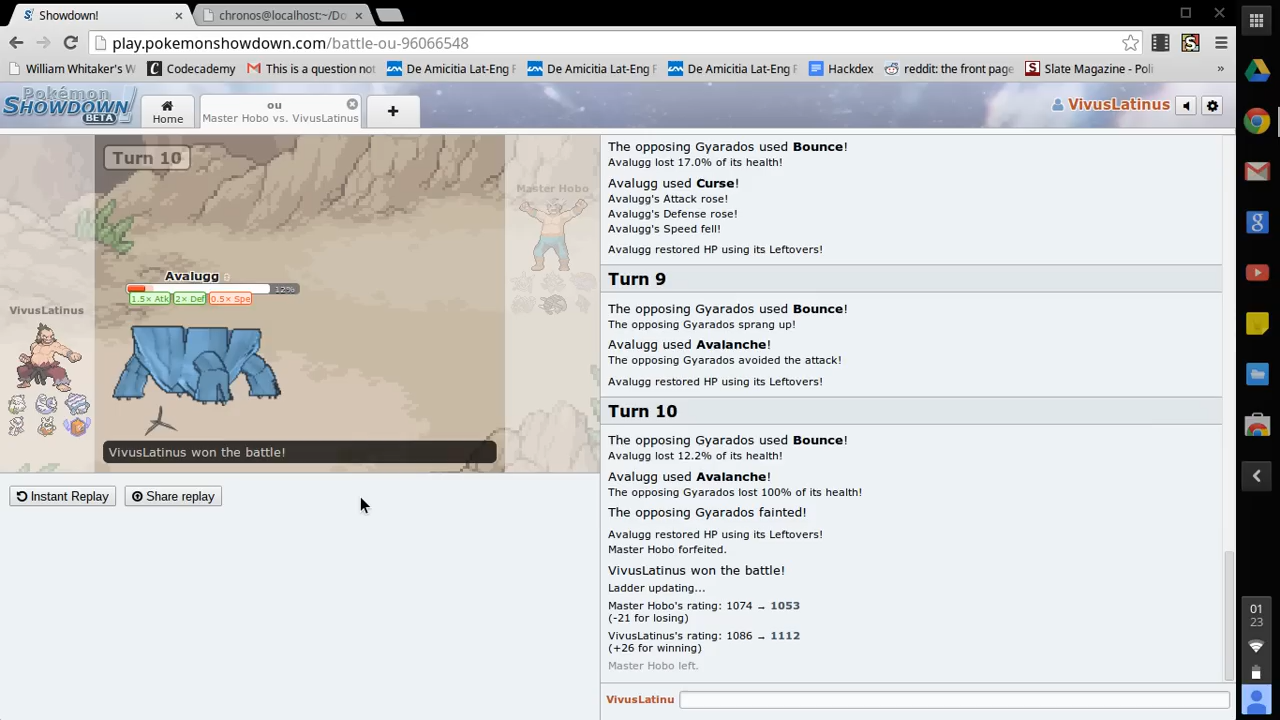 Showdown!
chronos@localhost:~/Do
play.pokemonshowdown.com/battle-ou-96066548
William Whitaker's W
Codecademy
This is a question not
De Amicitia Lat-Eng F
De Amicitia Lat-Eng F
De Amicitia Lat-Eng F
Hackdex
reddit: the front page
Slate Magazine - Poli
»
Pokémon
SHOWDOWN
BETA
Home
ou
Master Hobo vs. VivusLatinus
VivusLatinus
Turn 10
Master Hobo
Avalugg
12%
1.5× Atk
2× Def
0.5× Spe
VivusLatinus
VivusLatinus won the battle!
Instant Replay
Share replay
The opposing Gyarados used Bounce!
Avalugg lost 17.0% of its health!
Avalugg used Curse!
Avalugg's Attack rose!
Avalugg's Defense rose!
Avalugg's Speed fell!
Avalugg restored HP using its Leftovers!
Turn 9
The opposing Gyarados used Bounce!
The opposing Gyarados sprang up!
Avalugg used Avalanche!
The opposing Gyarados avoided the attack!
Avalugg restored HP using its Leftovers!
Turn 10
The opposing Gyarados used Bounce!
Avalugg lost 12.2% of its health!
Avalugg used Avalanche!
The opposing Gyarados lost 100% of its health!
The opposing Gyarados fainted!
Avalugg restored HP using its Leftovers!
Master Hobo forfeited.
VivusLatinus won the battle!
Ladder updating...
Master Hobo's rating: 1074 → 1053
(-21 for losing)
VivusLatinus's rating: 1086 → 1112
(+26 for winning)
Master Hobo left.
VivusLatinu
01
23